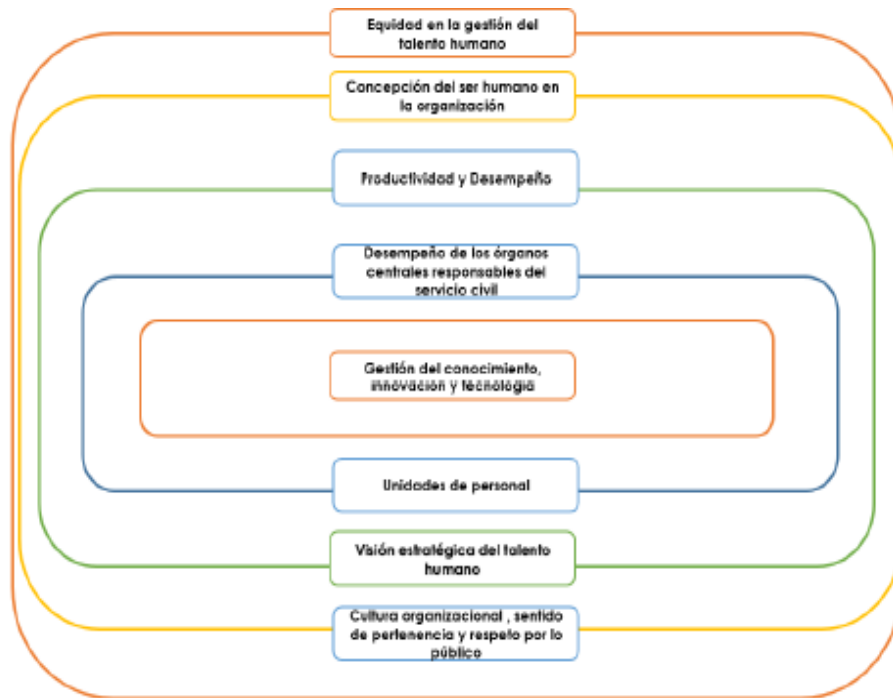 Equidad en la gestión del
talento humano
Concepción del ser humano en
la organización
Productividad y Desempeño
Desempeño de los órganos
centrales responsables del
servicio civil
Gestión del conocimiento,
innovación y tecnología
Unidades de personal
Visión estratégica del talento
humano
Cultura organizacional , sentido
de pertenencia y respeto por lo
público